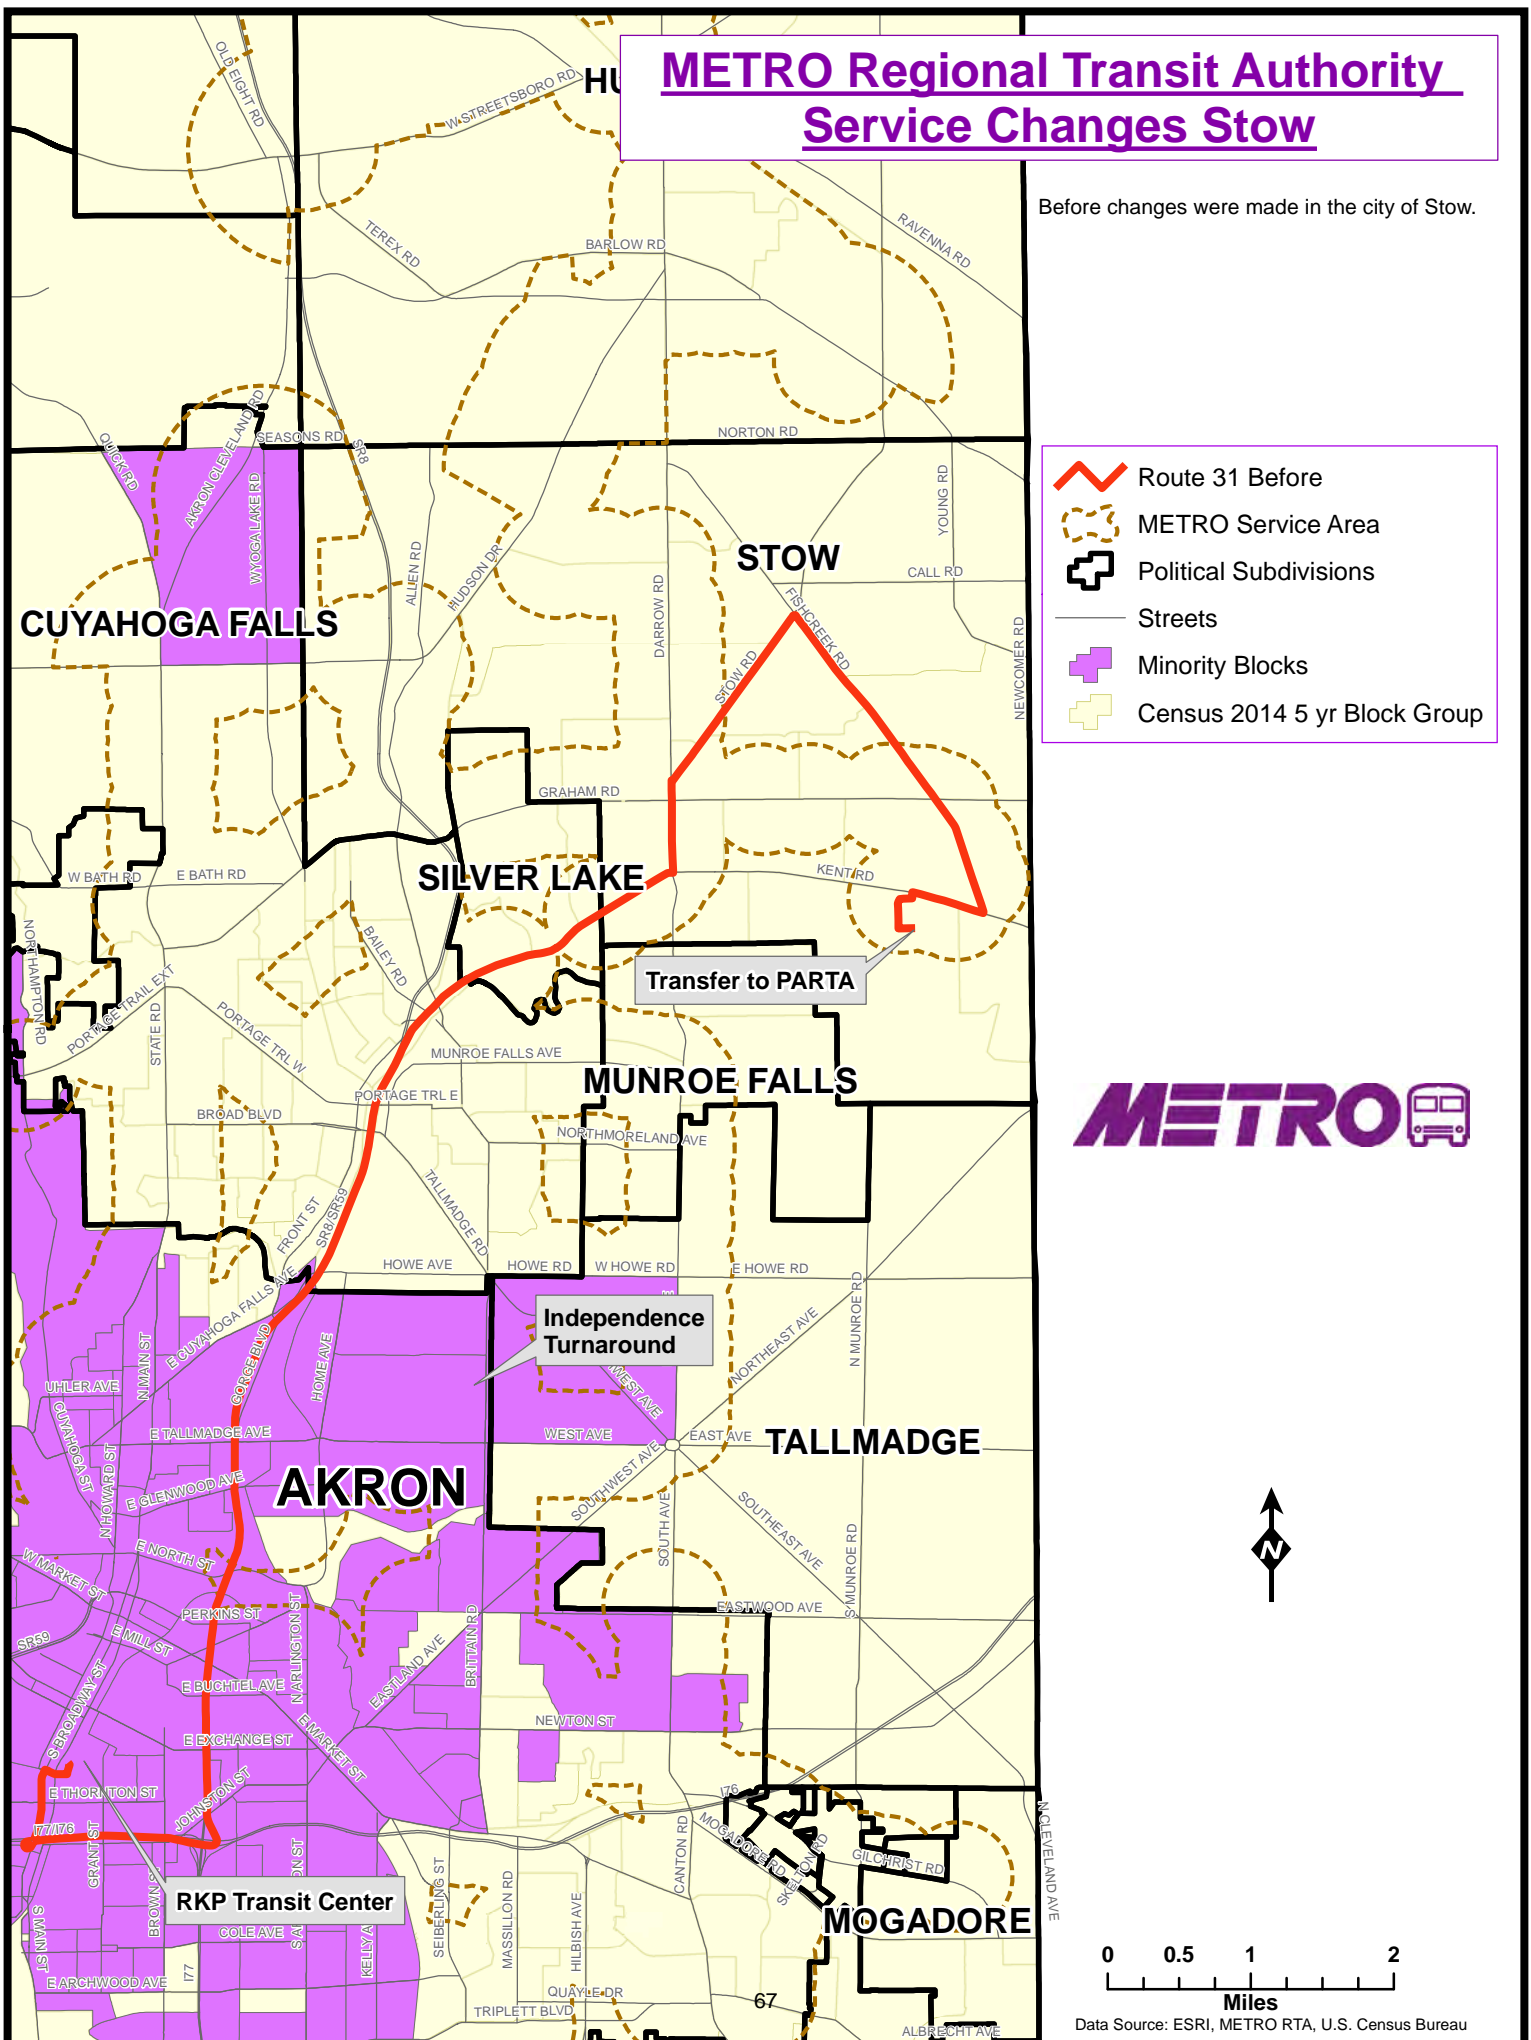 METRO Regional Transit Authority
Service Changes Stow
Before changes were made in the city of Stow.
Route 31 Before
METRO Service Area
Political Subdivisions
Streets
Minority Blocks
Census 2014 5 yr Block Group
HU
OLD EIGHT RD
W STREETSBORO RD
TEREX RD
BARLOW RD
RAVENNA RD
QUICK RD
AKRON CLEVELAND RD
SEASONS RD
SR8
NORTON RD
WYOGA LAKE RD
ALLEN RD
HUDSON DR
DARROW RD
STOW
YOUNG RD
CALL RD
FISHCREEK RD
STOW RD
NEWCOMER RD
CUYAHOGA FALLS
GRAHAM RD
W BATH RD
E BATH RD
SILVER LAKE
KENT RD
NORTHAMPTON RD
BAILEY RD
PORTAGE TRAIL EXT
STATE RD
PORTAGE TRL W
Transfer to PARTA
MUNROE FALLS AVE
MUNROE FALLS
PORTAGE TRL E
BROAD BLVD
NORTHMORELAND AVE
TALLMADGE RD
FRONT ST
SR8/SR59
HOWE AVE
HOWE RD
W HOWE RD
E HOWE RD
METRO
E CUYAHOGA FALLS AVE
Independence
Turnaround
N MUNROE RD
NORTHEAST AVE
N MAIN ST
GORGE BLVD
HOME AVE
UHLER AVE
CUYAHOGA ST
WEST AVE
E TALLMADGE AVE
WEST AVE
EAST AVE
TALLMADGE
N HOWARD ST
E GLENWOOD AVE
AKRON
SOUTHWEST AVE
SOUTH AVE
SOUTHEAST AVE
S MUNROE RD
N
W MARKET ST
E NORTH ST
PERKINS ST
N ARLINGTON ST
EASTWOOD AVE
SR59
E MILL ST
BRITTAIN RD
EASTLAND AVE
S BROADWAY ST
E BUCHTEL AVE
NEWTON ST
E EXCHANGE ST
E MARKET ST
E THORNTON ST
JOHNSTON ST
I76
I77/I76
GRANT ST
MOGADORE RD
CANTON RD
SKELTON RD
GILCHRIST RD
N CLEVELAND AVE
RKP Transit Center
BROWN S
S A
ON ST
S MAIN ST
COLE AVE
KELLY A
SEIBERLING ST
MASSILLON RD
HILBISH AVE
MOGADORE
E ARCHWOOD AVE
I77
QUAYLE DR
TRIPLETT BLVD
67
ALBRECHT AVE
0 0.5 1 2
Miles
Data Source: ESRI, METRO RTA, U.S. Census Bureau